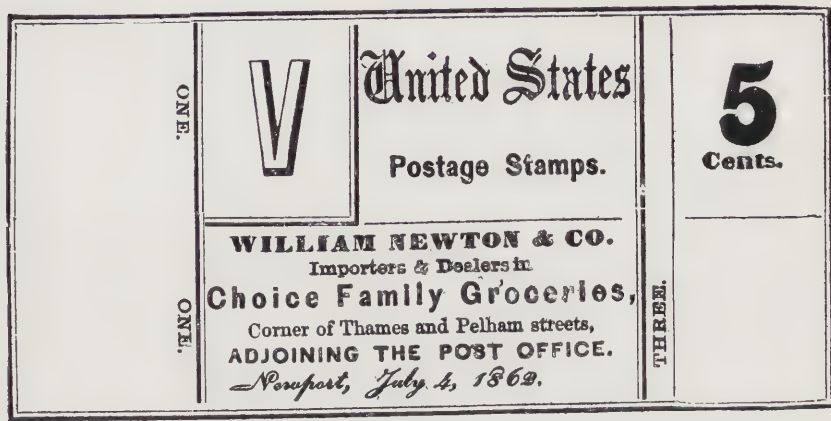 ONE.
ONE.
V
United States
Postage Stamps.
WILLIAM NEWTON & CO.
Importers & Dealers in
Choice Family Groceries,
Corner of Thames and Pelham streets,
ADJOINING THE POST OFFICE.
Newport, July 4, 1862.
THREE.
5
Cents.